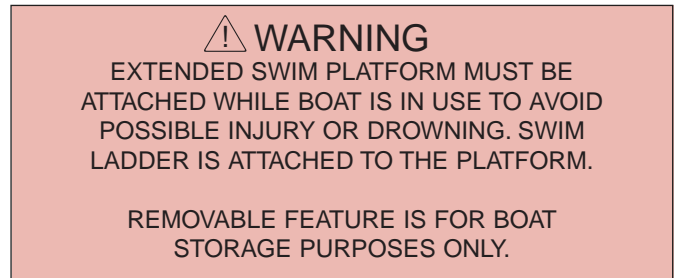 ⚠ WARNING
EXTENDED SWIM PLATFORM MUST BE
ATTACHED WHILE BOAT IS IN USE TO AVOID
POSSIBLE INJURY OR DROWNING. SWIM
LADDER IS ATTACHED TO THE PLATFORM.
REMOVABLE FEATURE IS FOR BOAT
STORAGE PURPOSES ONLY.